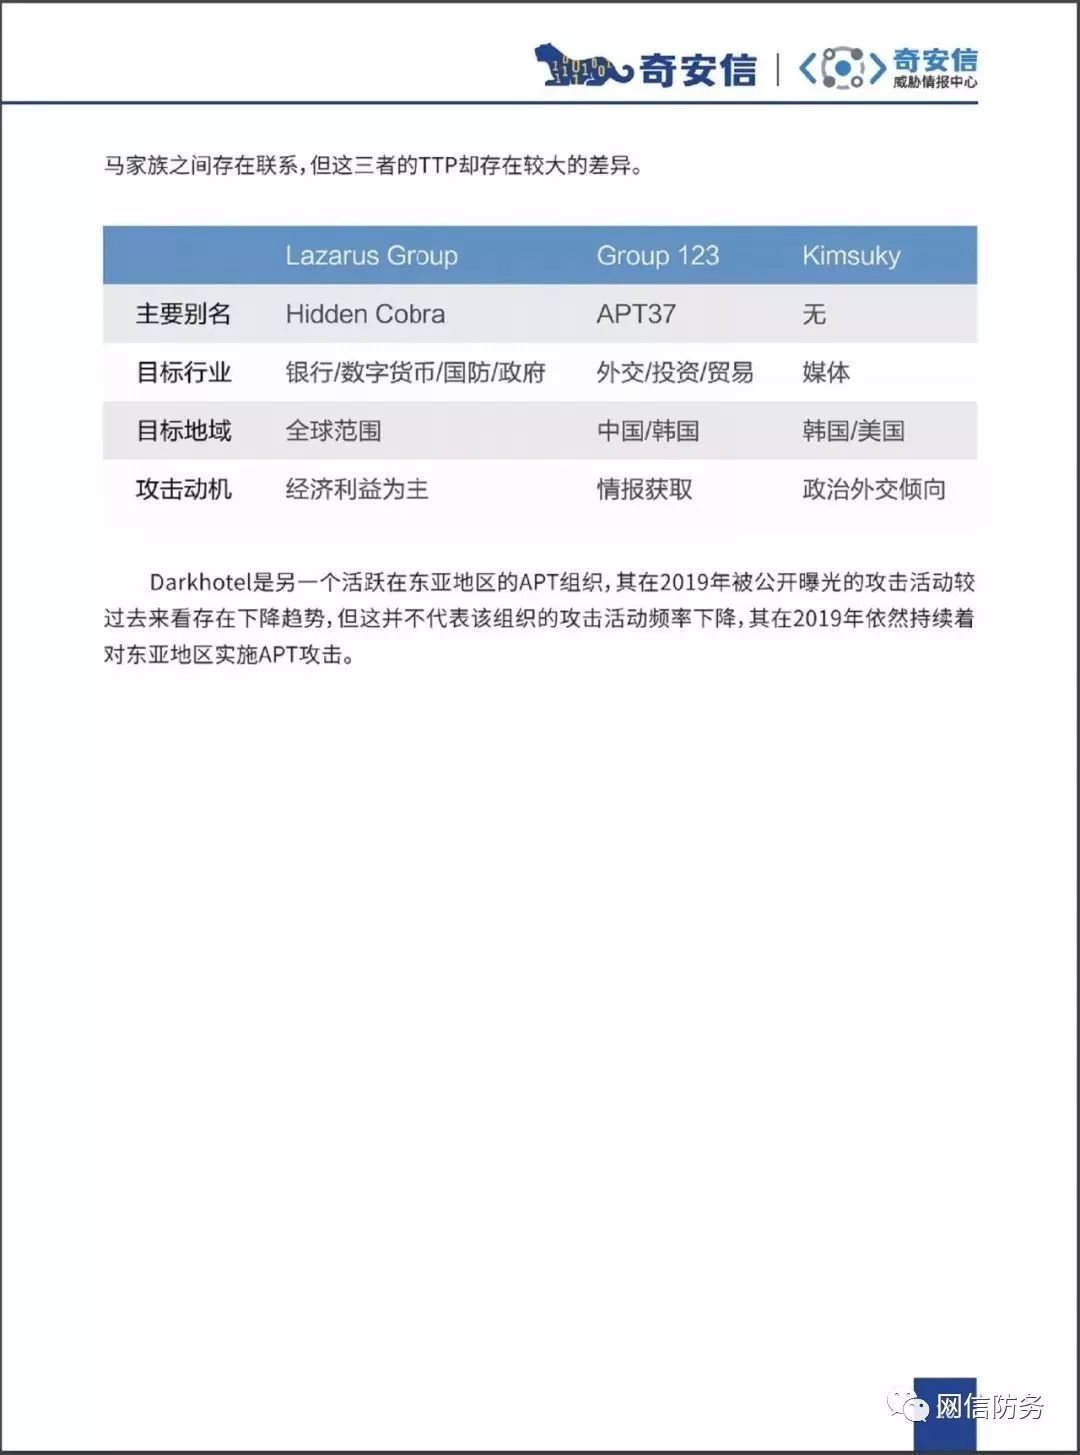 奇安信 | 奇安信
威胁情报中心
马家族之间存在联系，但这三者的TTP却存在较大的差异。
Lazarus Group Group 123 Kimsuky
主要别名 Hidden Cobra APT37 无
目标行业 银行/数字货币/国防/政府 外交/投资/贸易 媒体
目标地域 全球范围 中国/韩国 韩国/美国
攻击动机 经济利益为主 情报获取 政治外交倾向
Darkhotel是另一个活跃在东亚地区的APT组织，其在2019年被公开曝光的攻击活动较
过去来看存在下降趋势，但这并不代表该组织的攻击活动频率下降，其在2019年依然持续着
对东亚地区实施APT攻击。
网信防务